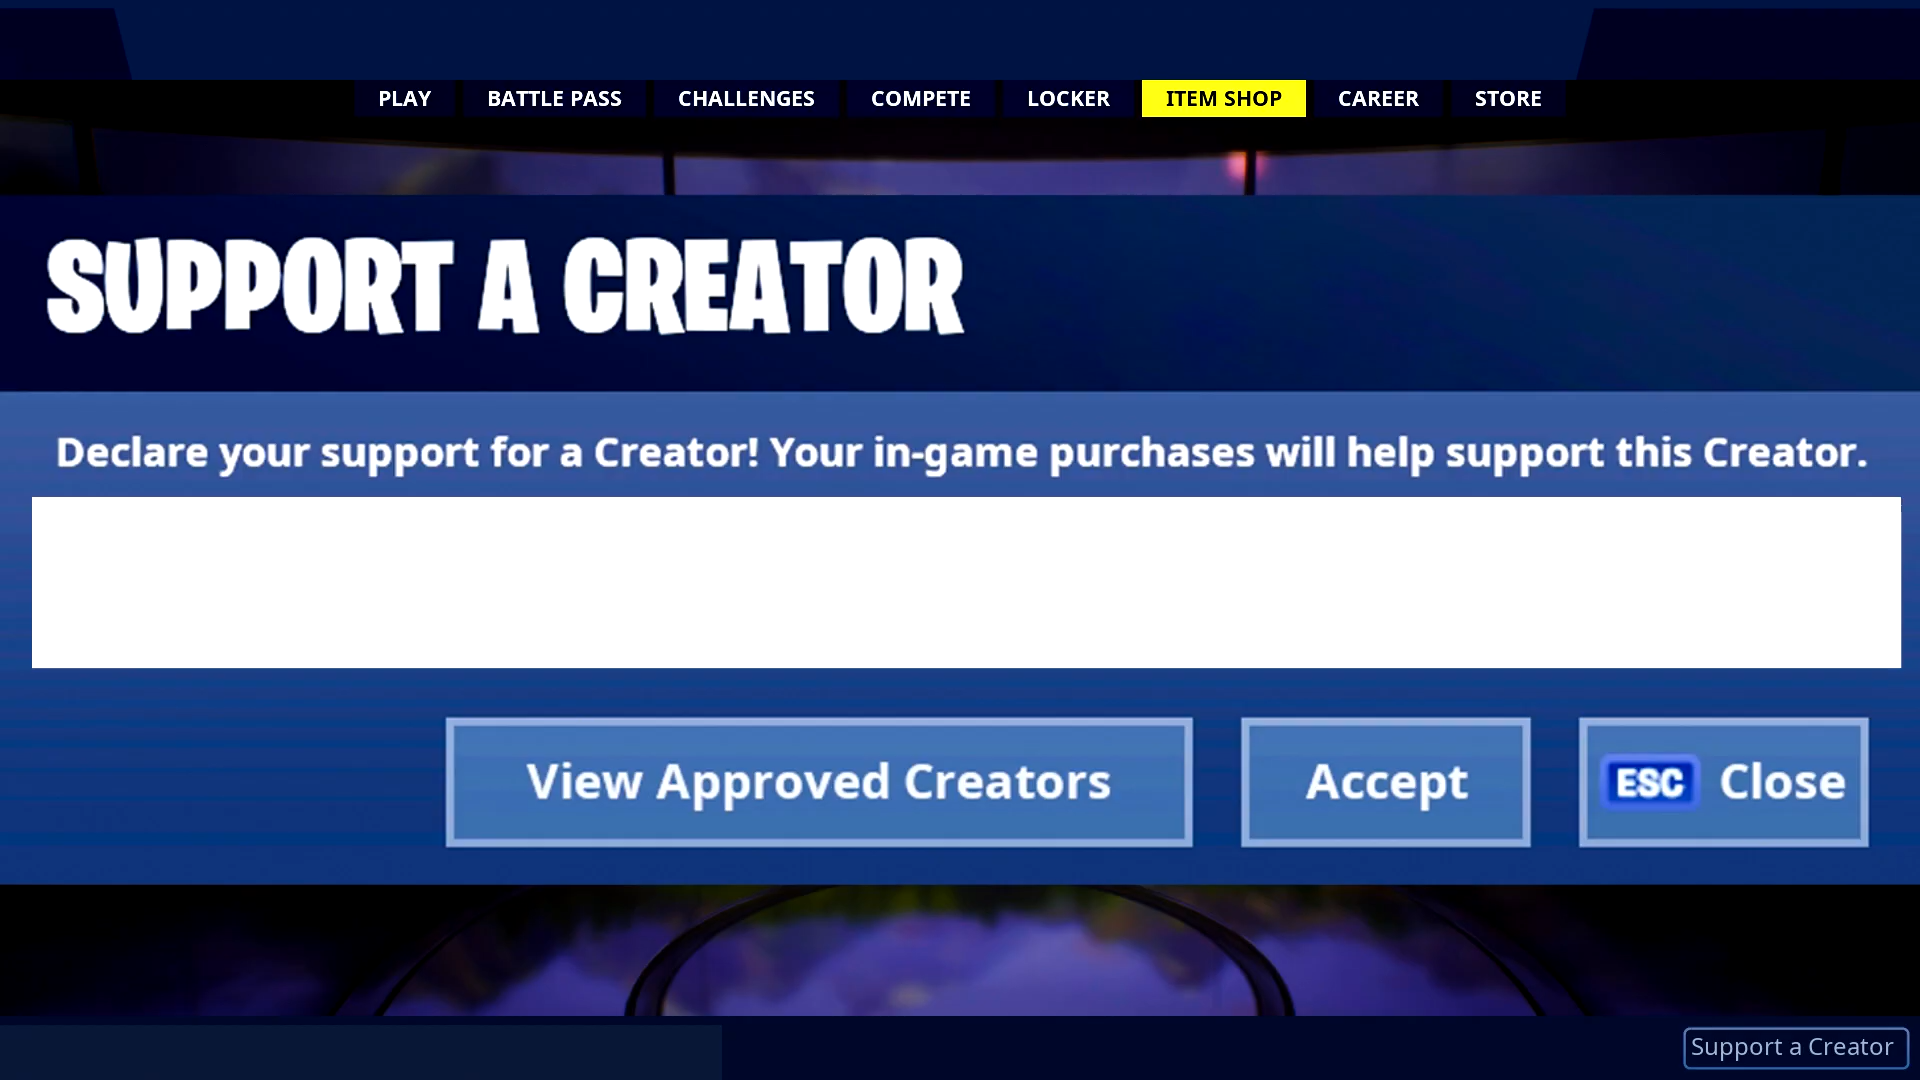 PLAY BATTLE PASS CHALLENGES COMPETE LOCKER ITEM SHOP CAREER STORE
SUPPORT A CREATOR
Declare your support for a Creator! Your in-game purchases will help support this Creator.
View Approved Creators Accept ESC Close
Support a Creator